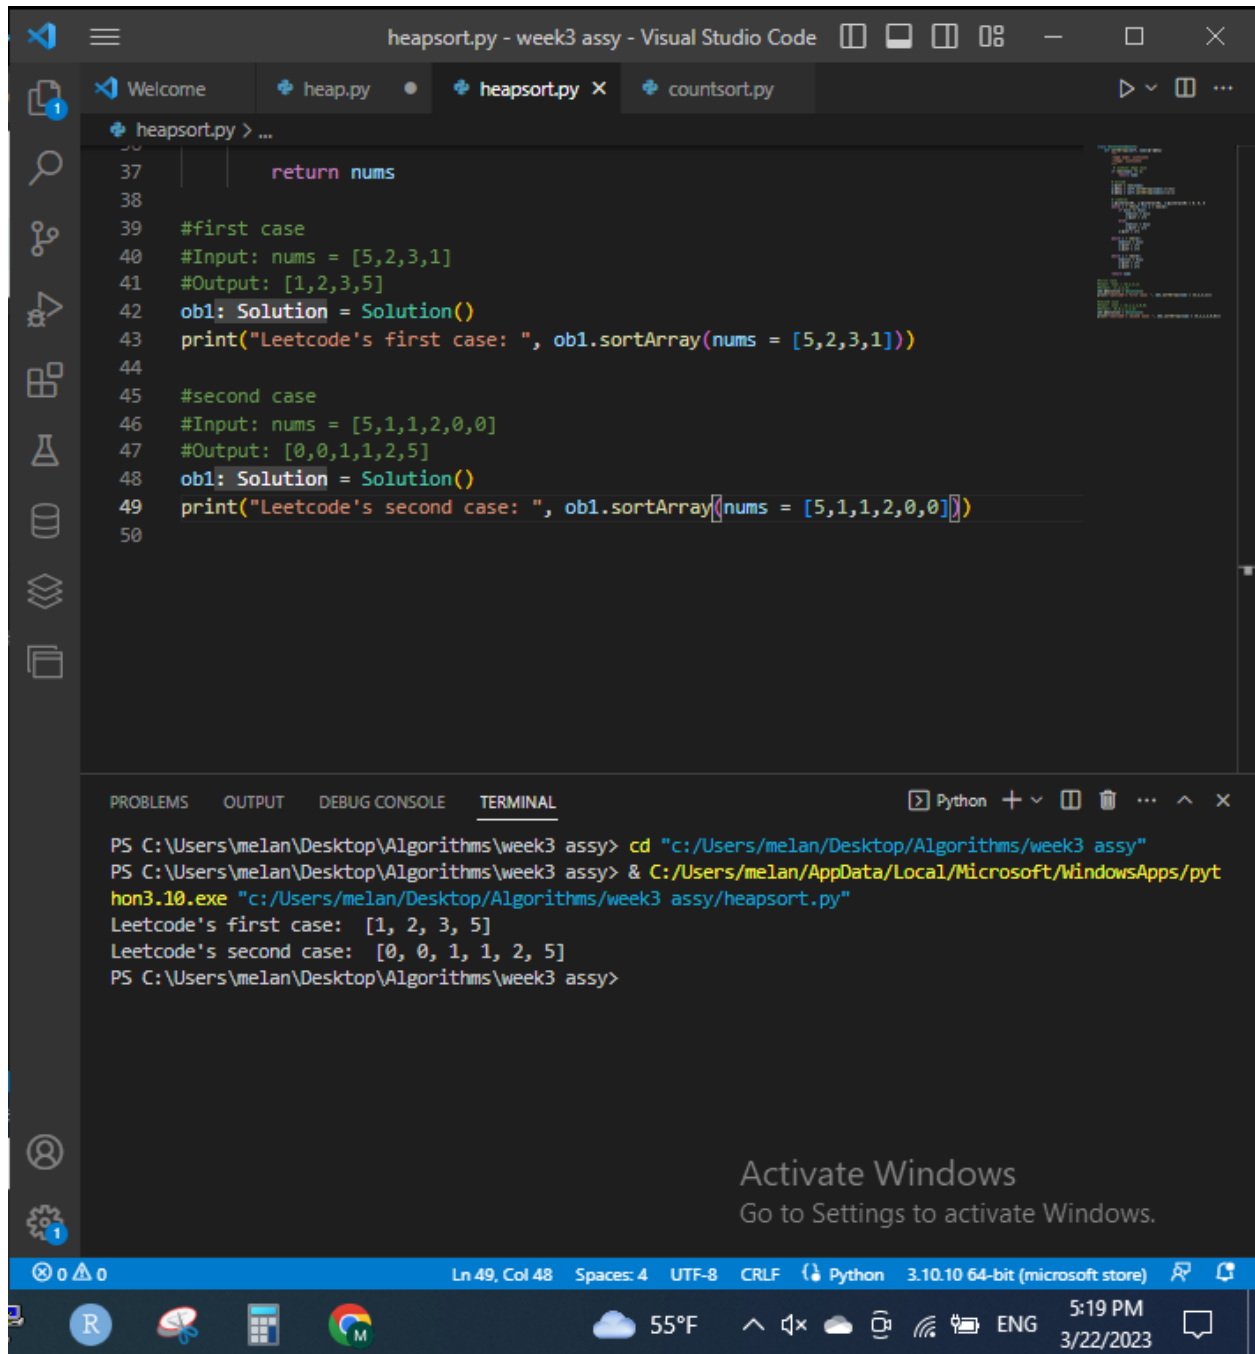 heapsort.py - week3 assy - Visual Studio Code
1
Welcome
heap.py
heapsort.py
countsort.py
heapsort.py > ...
37 return nums
38
39 #first case
40 #Input: nums = [5,2,3,1]
41 #Output: [1,2,3,5]
42 ob1: Solution = Solution()
43 print("Leetcode's first case: ", ob1.sortArray(nums = [5,2,3,1]))
44
45 #second case
46 #Input: nums = [5,1,1,2,0,0]
47 #Output: [0,0,1,1,2,5]
48 ob1: Solution = Solution()
49 print("Leetcode's second case: ", ob1.sortArray(nums = [5,1,1,2,0,0]))
50
PROBLEMS OUTPUT DEBUG CONSOLE TERMINAL
Python
PS C:\Users\melan\Desktop\Algorithms\week3 assy> cd "c:/Users/melan/Desktop/Algorithms/week3 assy"
PS C:\Users\melan\Desktop\Algorithms\week3 assy> & C:/Users/melan/AppData/Local/Microsoft/WindowsApps/pyt
hon3.10.exe "c:/Users/melan/Desktop/Algorithms/week3 assy/heapsort.py"
Leetcode's first case:  [1, 2, 3, 5]
Leetcode's second case:  [0, 0, 1, 1, 2, 5]
PS C:\Users\melan\Desktop\Algorithms\week3 assy>
Activate Windows
Go to Settings to activate Windows.
1
0 0 Ln 49, Col 48 Spaces: 4 UTF-8 CRLF Python 3.10.10 64-bit (microsoft store)
R
M
55°F
ENG
5:19 PM
3/22/2023